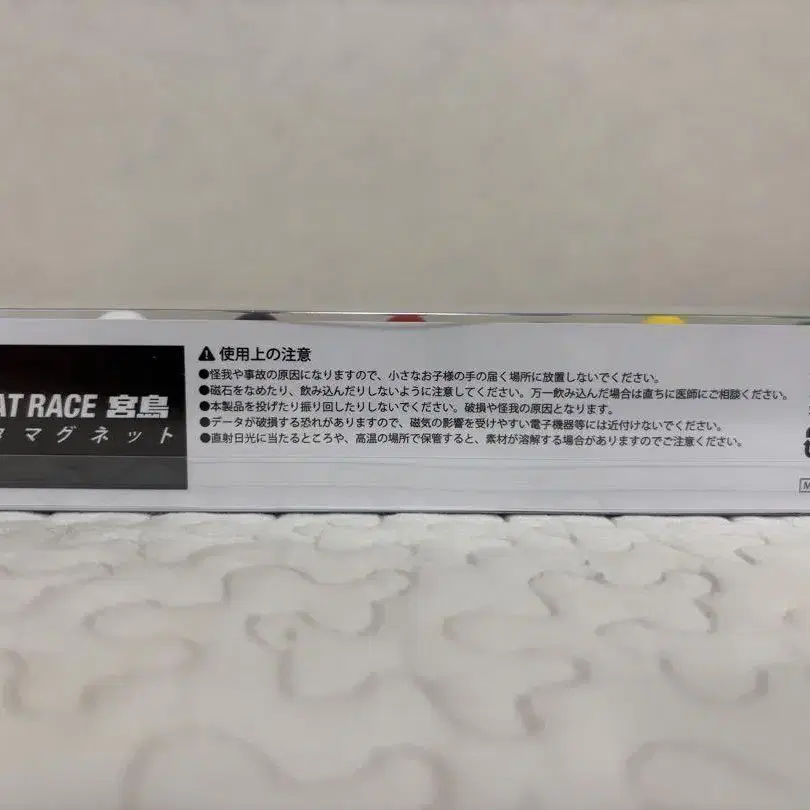 AT RACE 宮島
マグネット
⚠ 使用上の注意
●怪我や事故の原因になりますので、小さなお子様の手の届く場所に放置しないでください。
●磁石をなめたり、飲み込んだりしないように注意してください。万一飲み込んだ場合は直ちに医師にご相談ください。
●本製品を投げたり振り回したりしないでください。破損や怪我の原因となります。
●データが破損する恐れがありますので、磁気の影響を受けやすい電子機器等には近付けないでください。
●直射日光に当たるところや、高温の場所で保管すると、素材が溶解する場合がありますのでご注意ください。